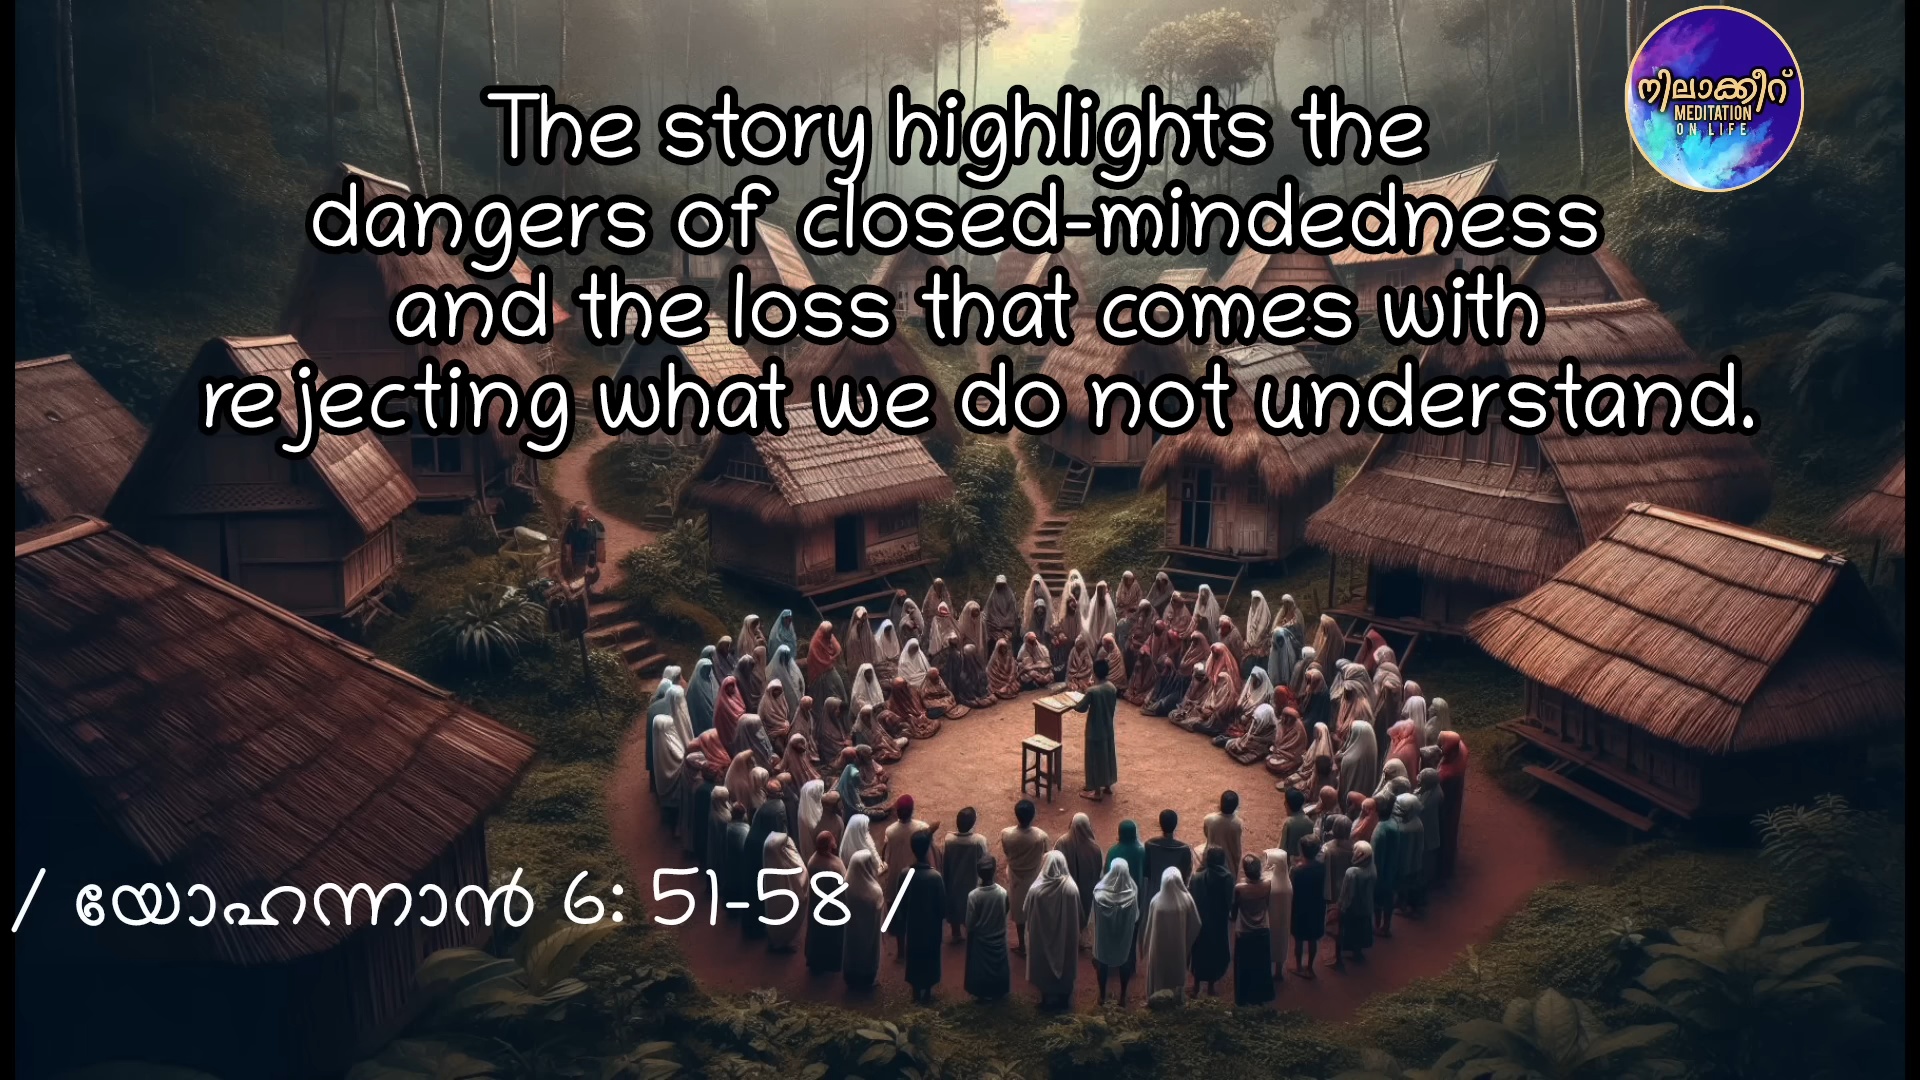 നിലാക്കീറ്
MEDITATION
ON LIFE
The story highlights the
dangers of closed-mindedness
and the loss that comes with
rejecting what we do not understand.
/ യോഹന്നാൻ 6: 51-58 /